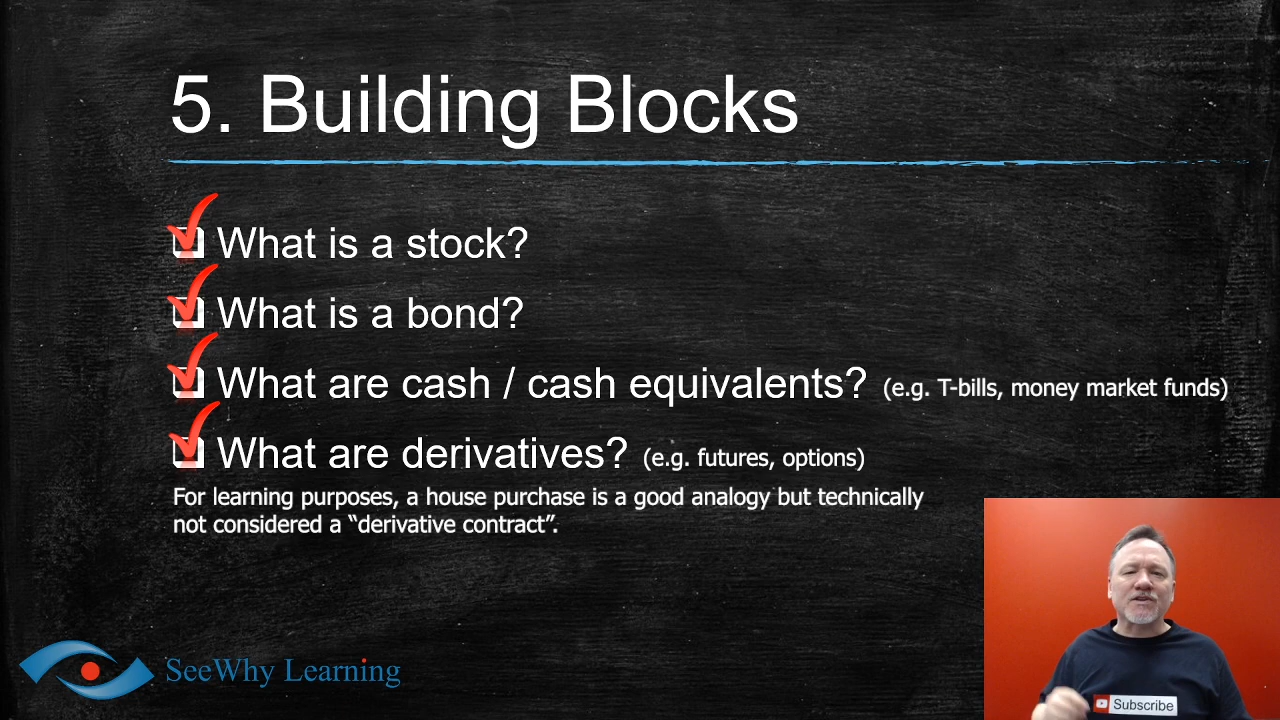 5. Building Blocks
What is a stock?
What is a bond?
What are cash / cash equivalents? (e.g. T-bills, money market funds)
What are derivatives? (e.g. futures, options)
For learning purposes, a house purchase is a good analogy but technically
not considered a “derivative contract”.
SeeWhy Learning
Subscribe